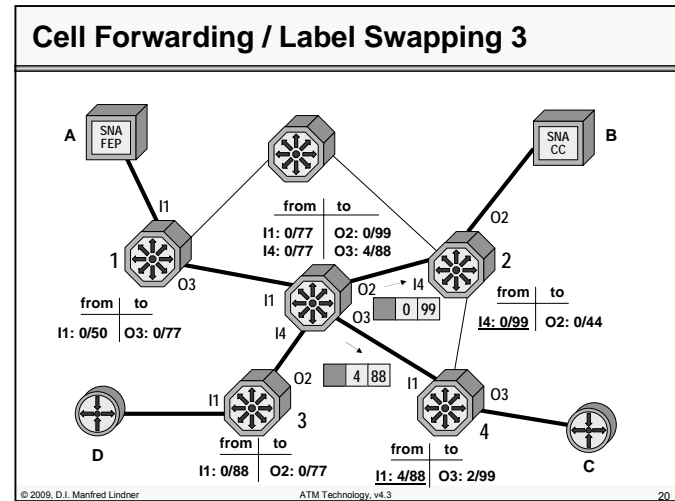 Cell Forwarding / Label Swapping 3
A
SNA
FEP
SNA
CC
B
I1
from to
I1: 0/77 O2: 0/99
I4: 0/77 O3: 4/88
O2
1
O3
I1
O2
I4
2
from to
I1: 0/50 O3: 0/77
I4
O3
0 99
from to
I4: 0/99 O2: 0/44
4 88
I1
O2
3
I1
O3
4
D
from to
I1: 0/88 O2: 0/77
from to
I1: 4/88 O3: 2/99
C
© 2009, D.I. Manfred Lindner
ATM Technology, v4.3
20